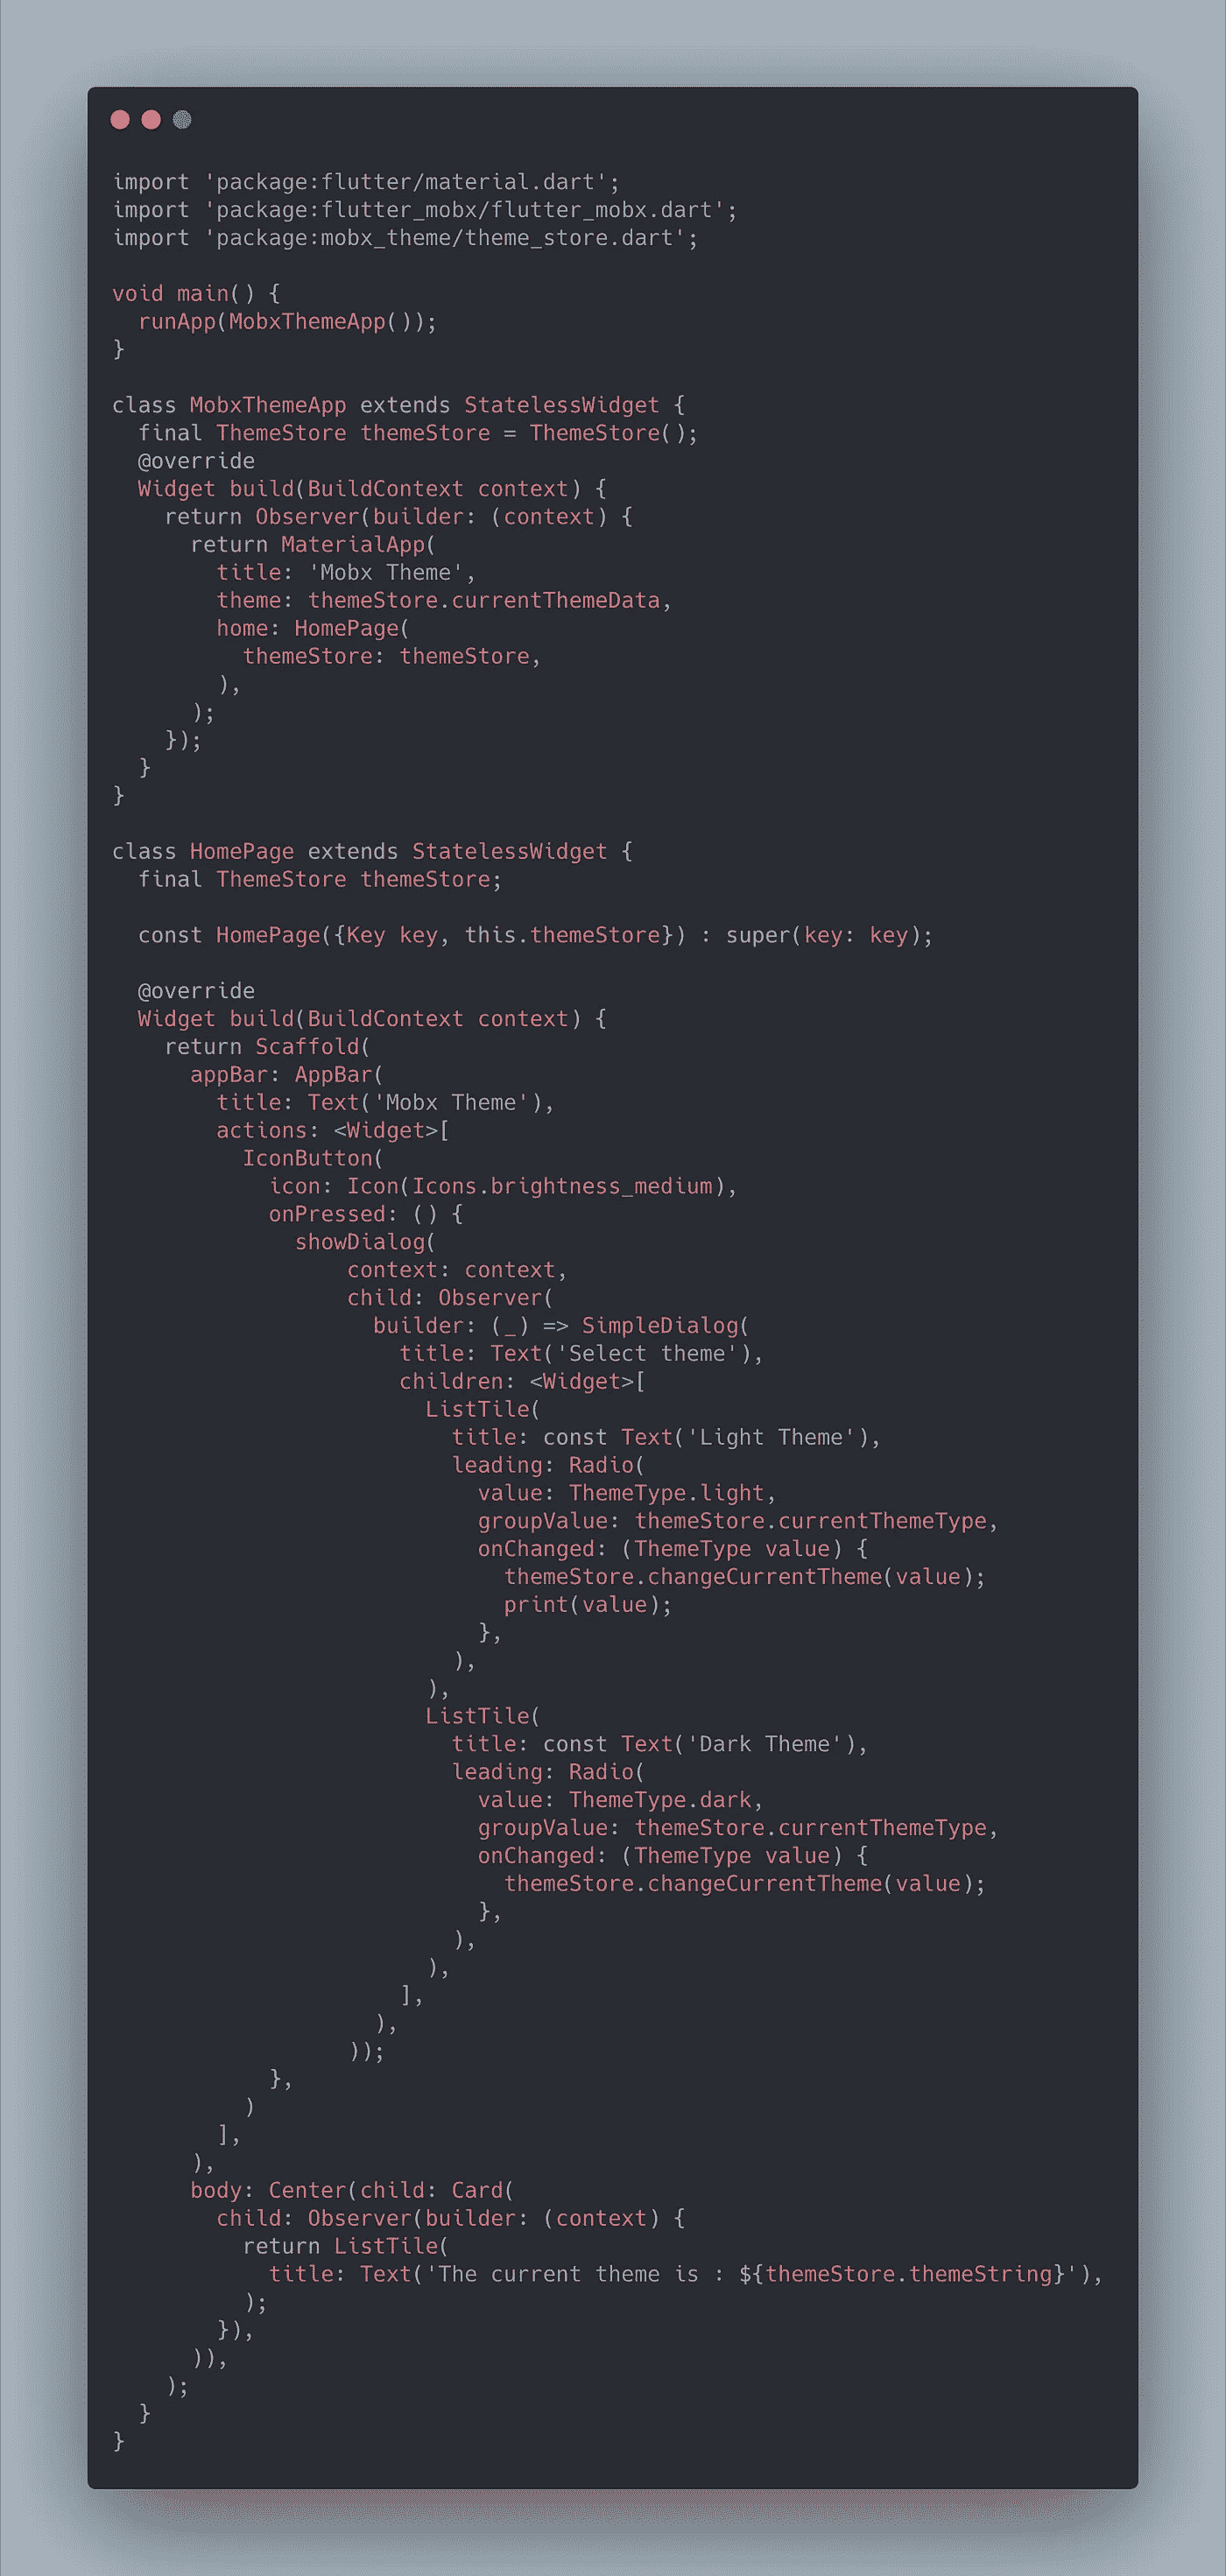 import 'package:flutter/material.dart';
import 'package:flutter_mobx/flutter_mobx.dart';
import 'package:mobx_theme/theme_store.dart';

void main() {
  runApp(MobxThemeApp());
}

class MobxThemeApp extends StatelessWidget {
  final ThemeStore themeStore = ThemeStore();
  @override
  Widget build(BuildContext context) {
    return Observer(builder: (context) {
      return MaterialApp(
        title: 'Mobx Theme',
        theme: themeStore.currentThemeData,
        home: HomePage(
          themeStore: themeStore,
        ),
      );
    });
  }
}

class HomePage extends StatelessWidget {
  final ThemeStore themeStore;

  const HomePage({Key key, this.themeStore}) : super(key: key);

  @override
  Widget build(BuildContext context) {
    return Scaffold(
      appBar: AppBar(
        title: Text('Mobx Theme'),
        actions: <Widget>[
          IconButton(
            icon: Icon(Icons.brightness_medium),
            onPressed: () {
              showDialog(
                  context: context,
                  child: Observer(
                    builder: (_) => SimpleDialog(
                      title: Text('Select theme'),
                      children: <Widget>[
                        ListTile(
                          title: const Text('Light Theme'),
                          leading: Radio(
                            value: ThemeType.light,
                            groupValue: themeStore.currentThemeType,
                            onChanged: (ThemeType value) {
                              themeStore.changeCurrentTheme(value);
                              print(value);
                            },
                          ),
                        ),
                        ListTile(
                          title: const Text('Dark Theme'),
                          leading: Radio(
                            value: ThemeType.dark,
                            groupValue: themeStore.currentThemeType,
                            onChanged: (ThemeType value) {
                              themeStore.changeCurrentTheme(value);
                            },
                          ),
                        ),
                      ],
                    ),
                  ));
            },
          )
        ],
      ),
      body: Center(child: Card(
        child: Observer(builder: (context) {
          return ListTile(
            title: Text('The current theme is : ${themeStore.themeString}'),
          );
        }),
      )),
    );
  }
}